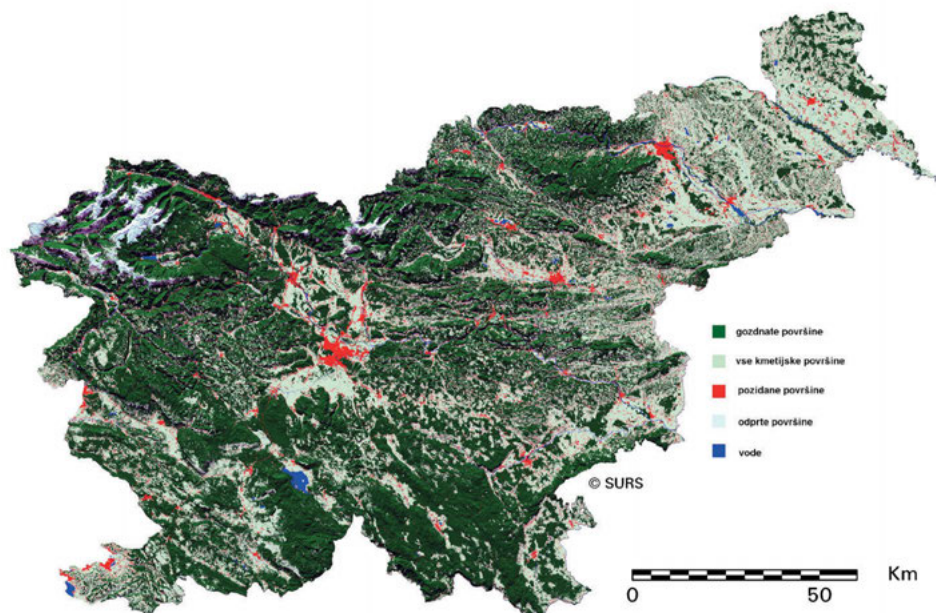 gozdnate površine
vse kmetijske površine
pozidane površine
odprte površine
vode
© SURS
Km
0 50